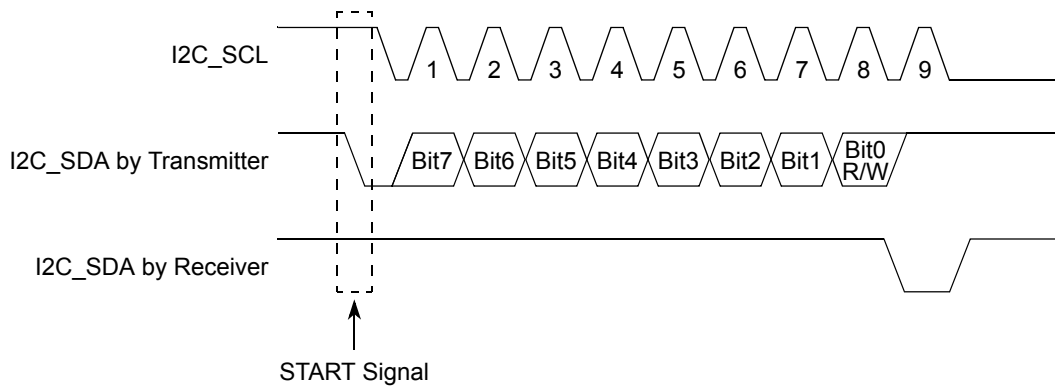 I2C_SCL
1 2 3 4 5 6 7 8 9
I2C_SDA by Transmitter
Bit7 Bit6 Bit5 Bit4 Bit3 Bit2 Bit1 Bit0
R/W
I2C_SDA by Receiver
START Signal